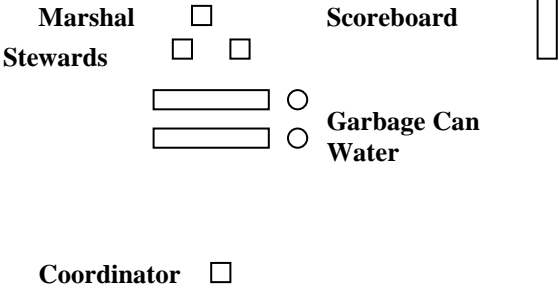 Marshal
Scoreboard
Stewards
Garbage Can
Water
Coordinator